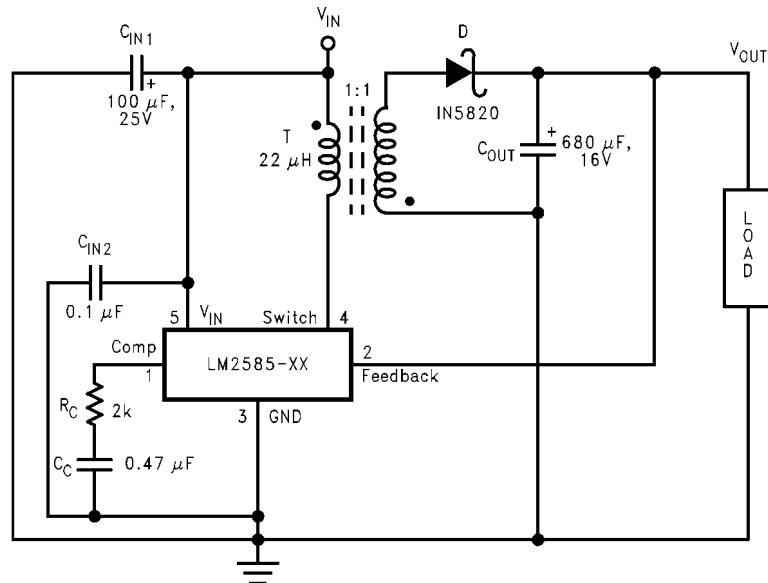 V_IN
C_IN1
+
100 μF,
25V
D
IN5820
V_OUT
1:1
T
22 μH
C_OUT
+
680 μF,
16V
LOAD
C_IN2
0.1 μF
5
V_IN
Switch
4
Comp
1
LM2585-XX
2
Feedback
3
GND
R_C
2k
C_C
0.47 μF